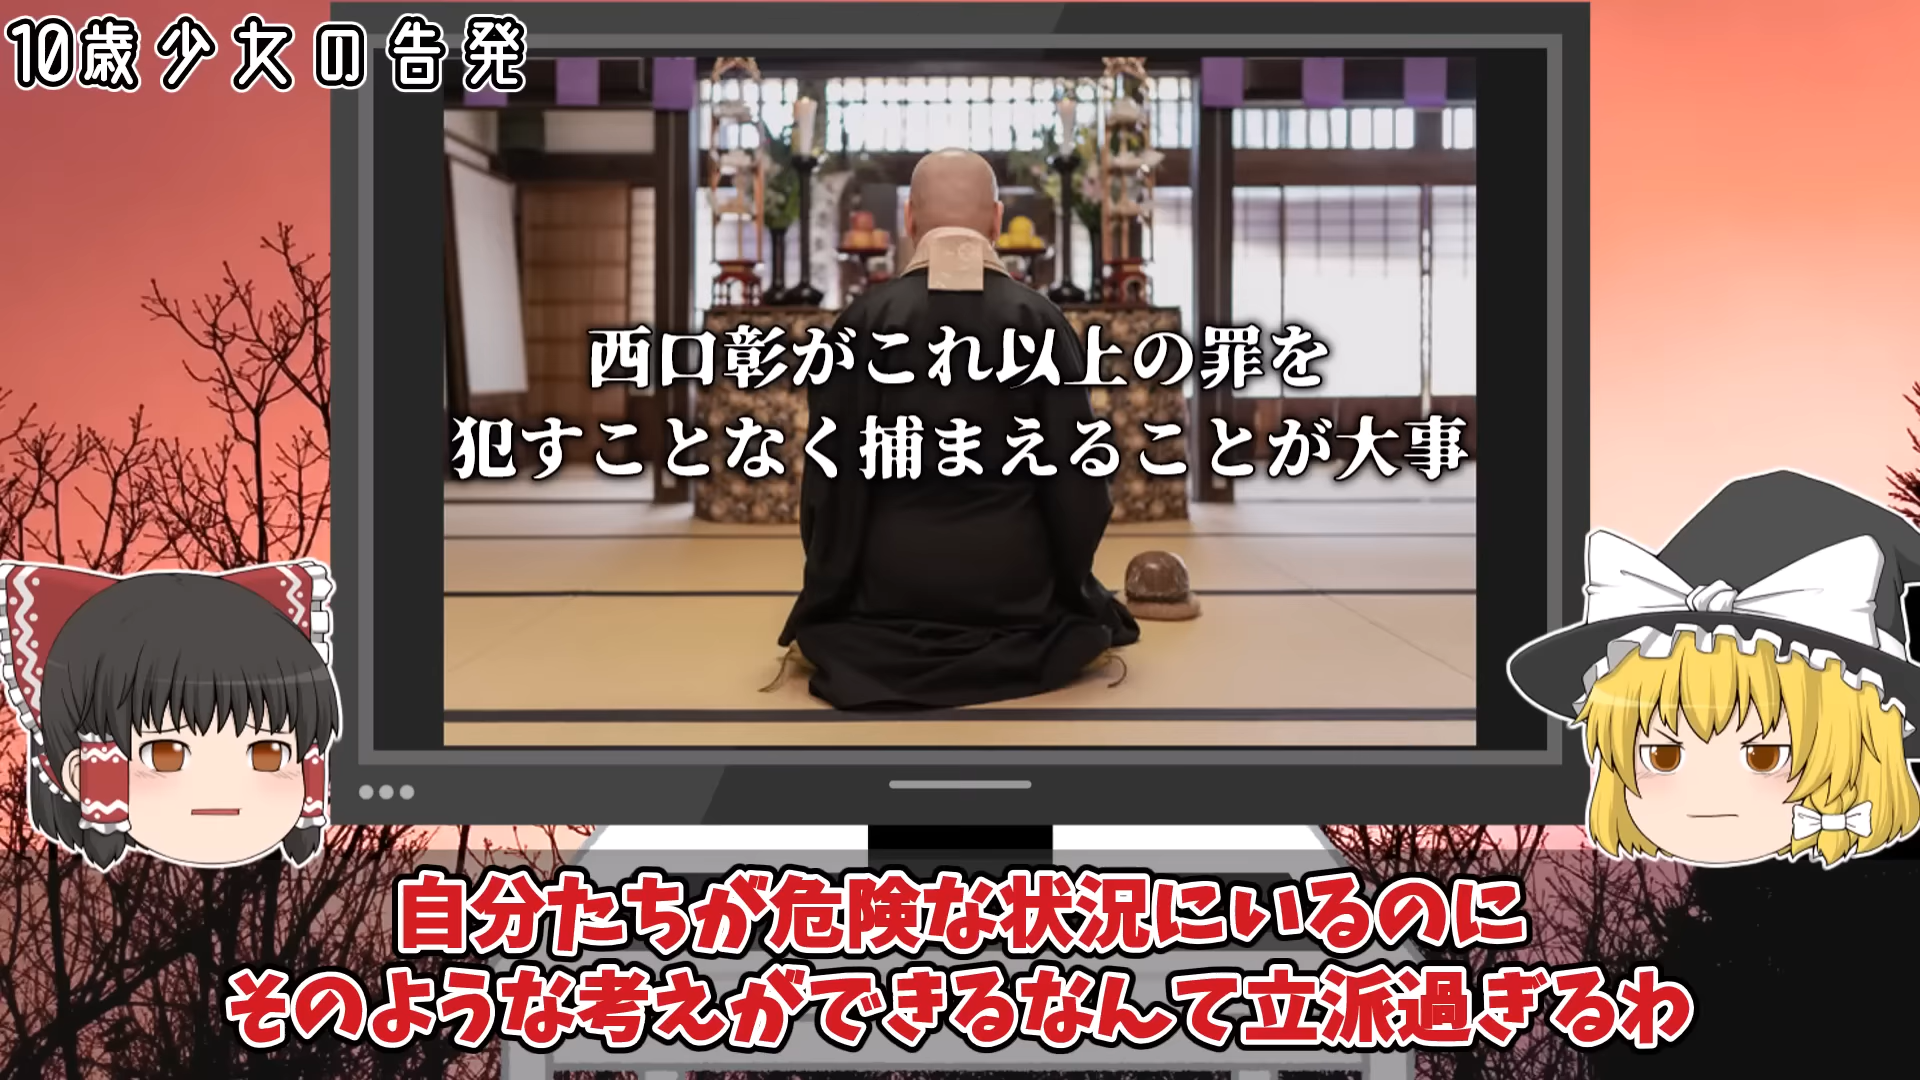 10歳少女の告発
西口彰がこれ以上の罪を
犯すことなく捕まえることが大事
自分たちが危険な状況にいるのに
そのような考えができるなんて立派過ぎるわ